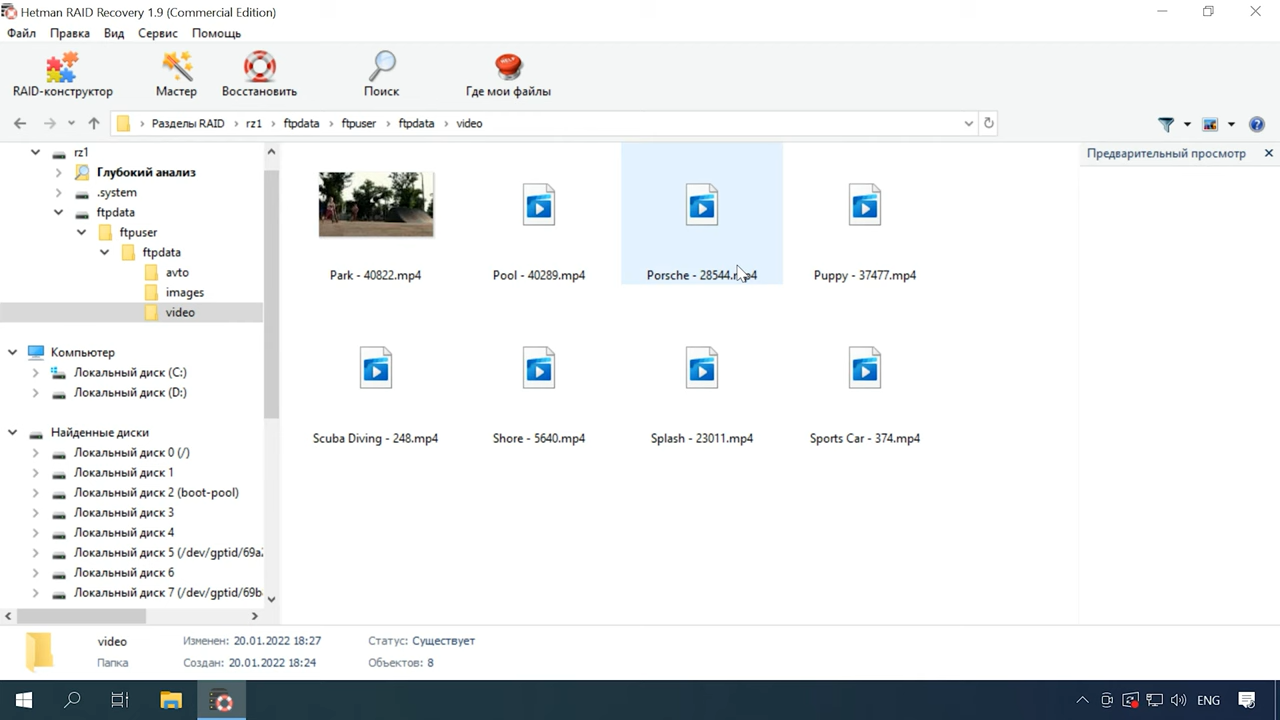 Hetman RAID Recovery 1.9 (Commercial Edition)
Файл Правка Вид Сервис Помощь
RAID-конструктор Мастер Восстановить Поиск Где мои файлы
Разделы RAID rz1 ftpdata ftpuser ftpdata video
Предварительный просмотр
rz1
Глубокий анализ
.system
ftpdata
ftpuser
ftpdata
avto
images
video
Компьютер
Локальный диск (C:)
Локальный диск (D:)
Найденные диски
Локальный диск 0 (/)
Локальный диск 1
Локальный диск 2 (boot-pool)
Локальный диск 3
Локальный диск 4
Локальный диск 5 (/dev/gptid/69a
Локальный диск 6
Локальный диск 7 (/dev/gptid/69b
Park - 40822.mp4 Pool - 40289.mp4 Porsche - 28544.mp4 Puppy - 37477.mp4
Scuba Diving - 248.mp4 Shore - 5640.mp4 Splash - 23011.mp4 Sports Car - 374.mp4
video Изменен: 20.01.2022 18:27 Статус: Существует
Папка Создан: 20.01.2022 18:24 Объектов: 8
ENG